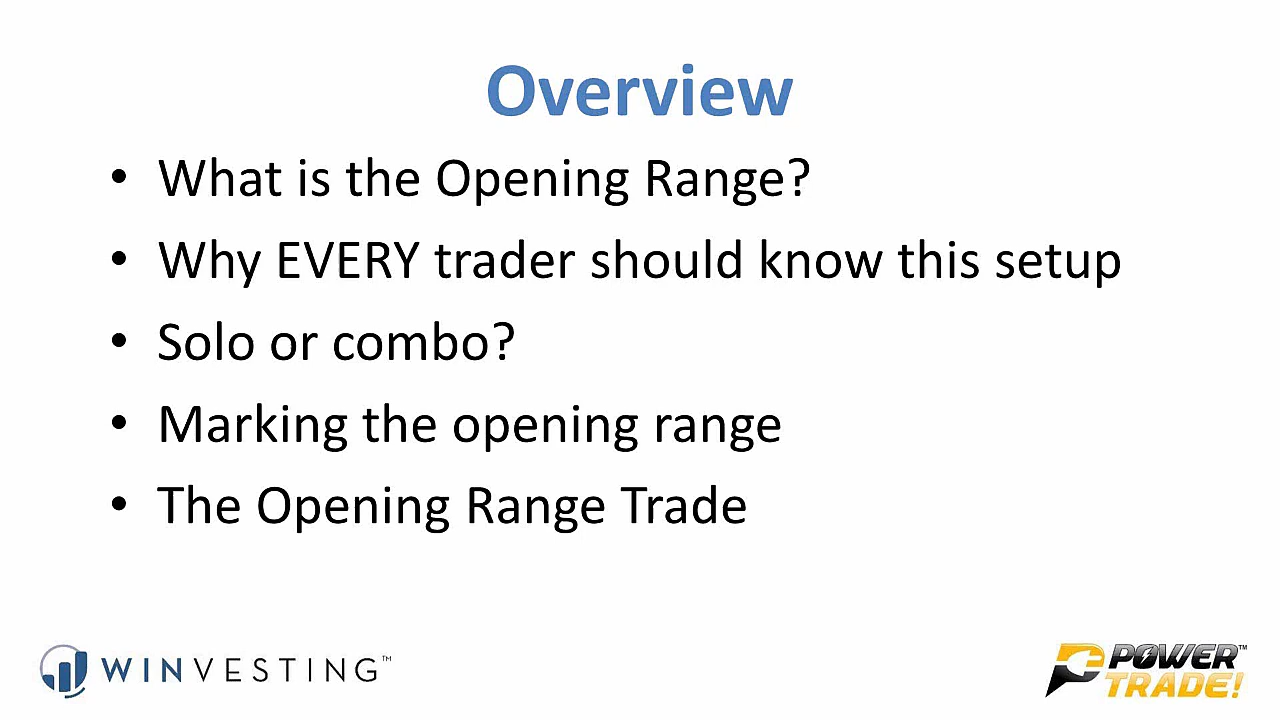 Overview
• What is the Opening Range?
• Why EVERY trader should know this setup
• Solo or combo?
• Marking the opening range
• The Opening Range Trade
WINVESTING™
POWER™
TRADE!